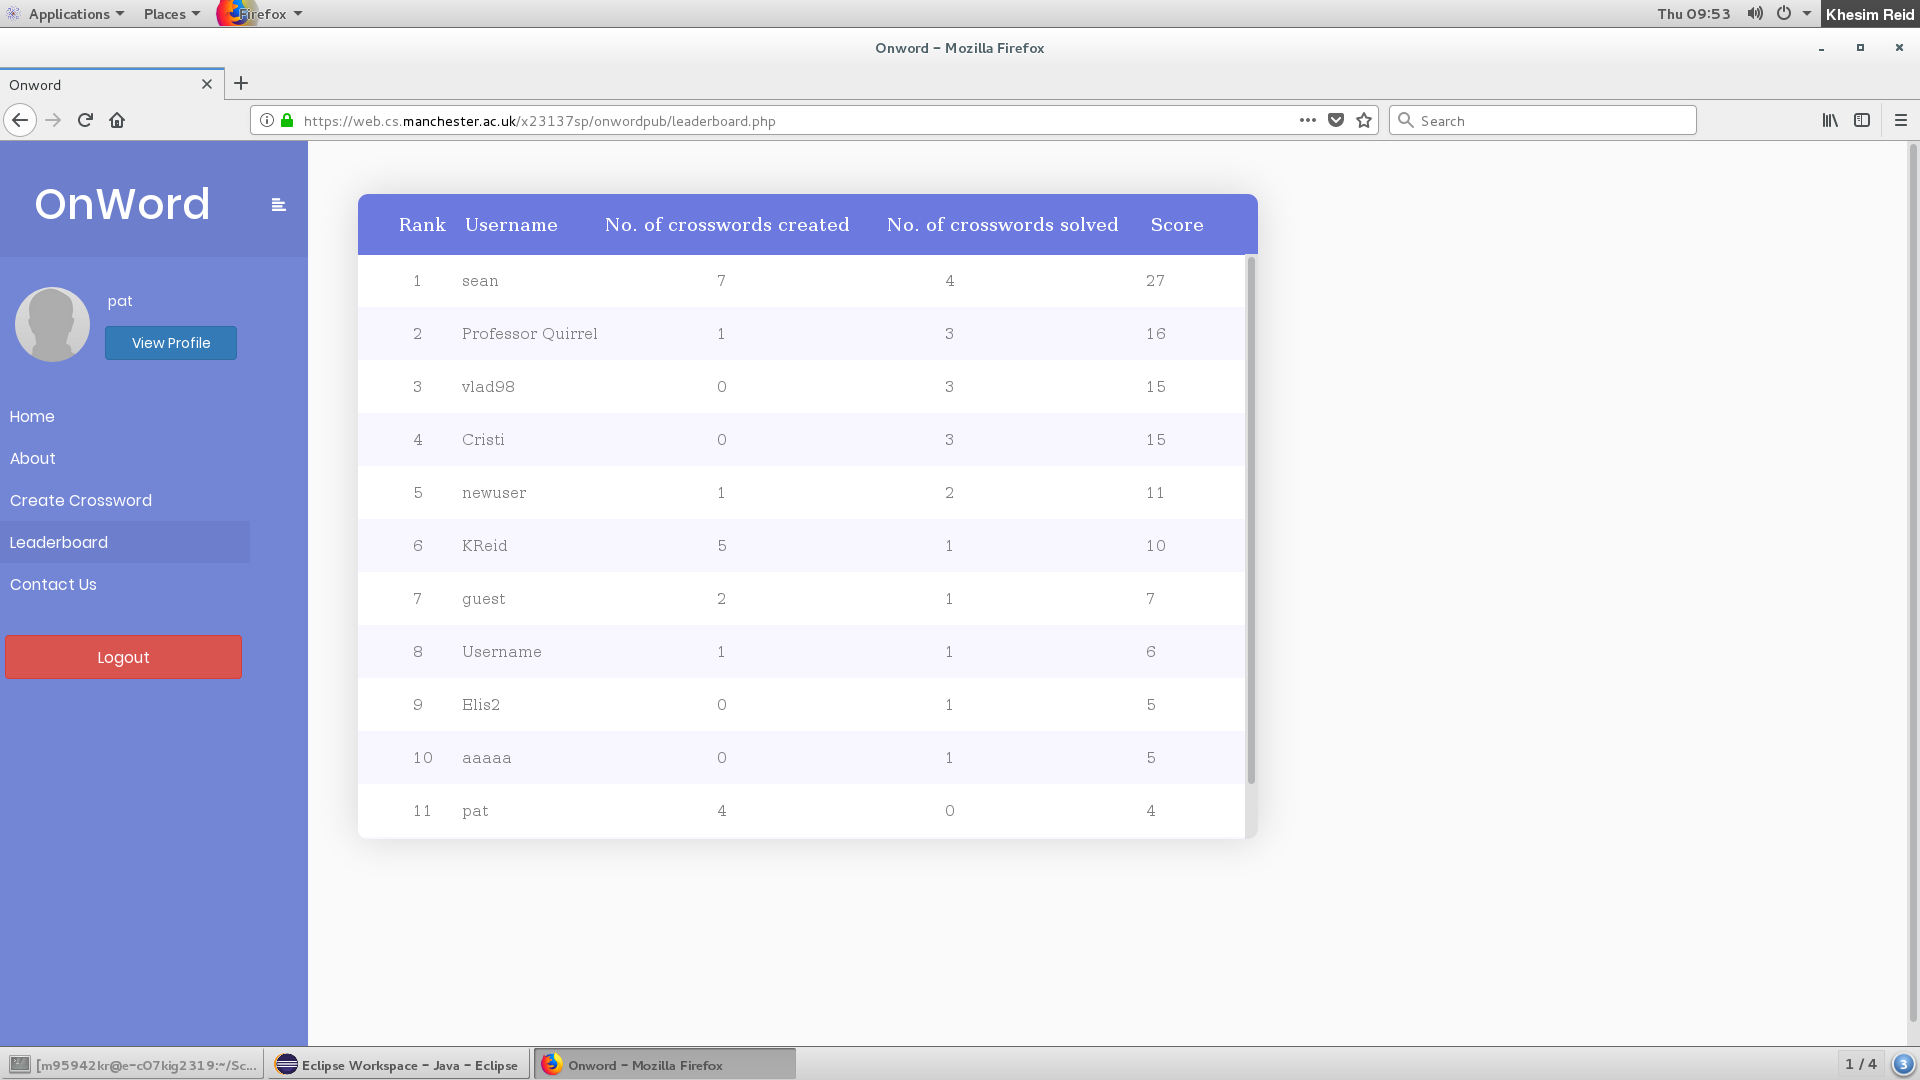 Applications Places Firefox Thu 09:53 Khesim Reid
Onword - Mozilla Firefox
Onword
https://web.cs.manchester.ac.uk/x23137sp/onwordpub/leaderboard.php Search
OnWord
pat
View Profile
Home
About
Create Crossword
Leaderboard
Contact Us
Logout
Rank Username No. of crosswords created No. of crosswords solved Score
1 sean 7 4 27
2 Professor Quirrel 1 3 16
3 vlad98 0 3 15
4 Cristi 0 3 15
5 newuser 1 2 11
6 KReid 5 1 10
7 guest 2 1 7
8 Username 1 1 6
9 Elis2 0 1 5
10 aaaaa 0 1 5
11 pat 4 0 4
[m95942kr@e-c07kig2319:~/Sc... Eclipse Workspace - Java - Eclipse Onword - Mozilla Firefox 1 / 4 3